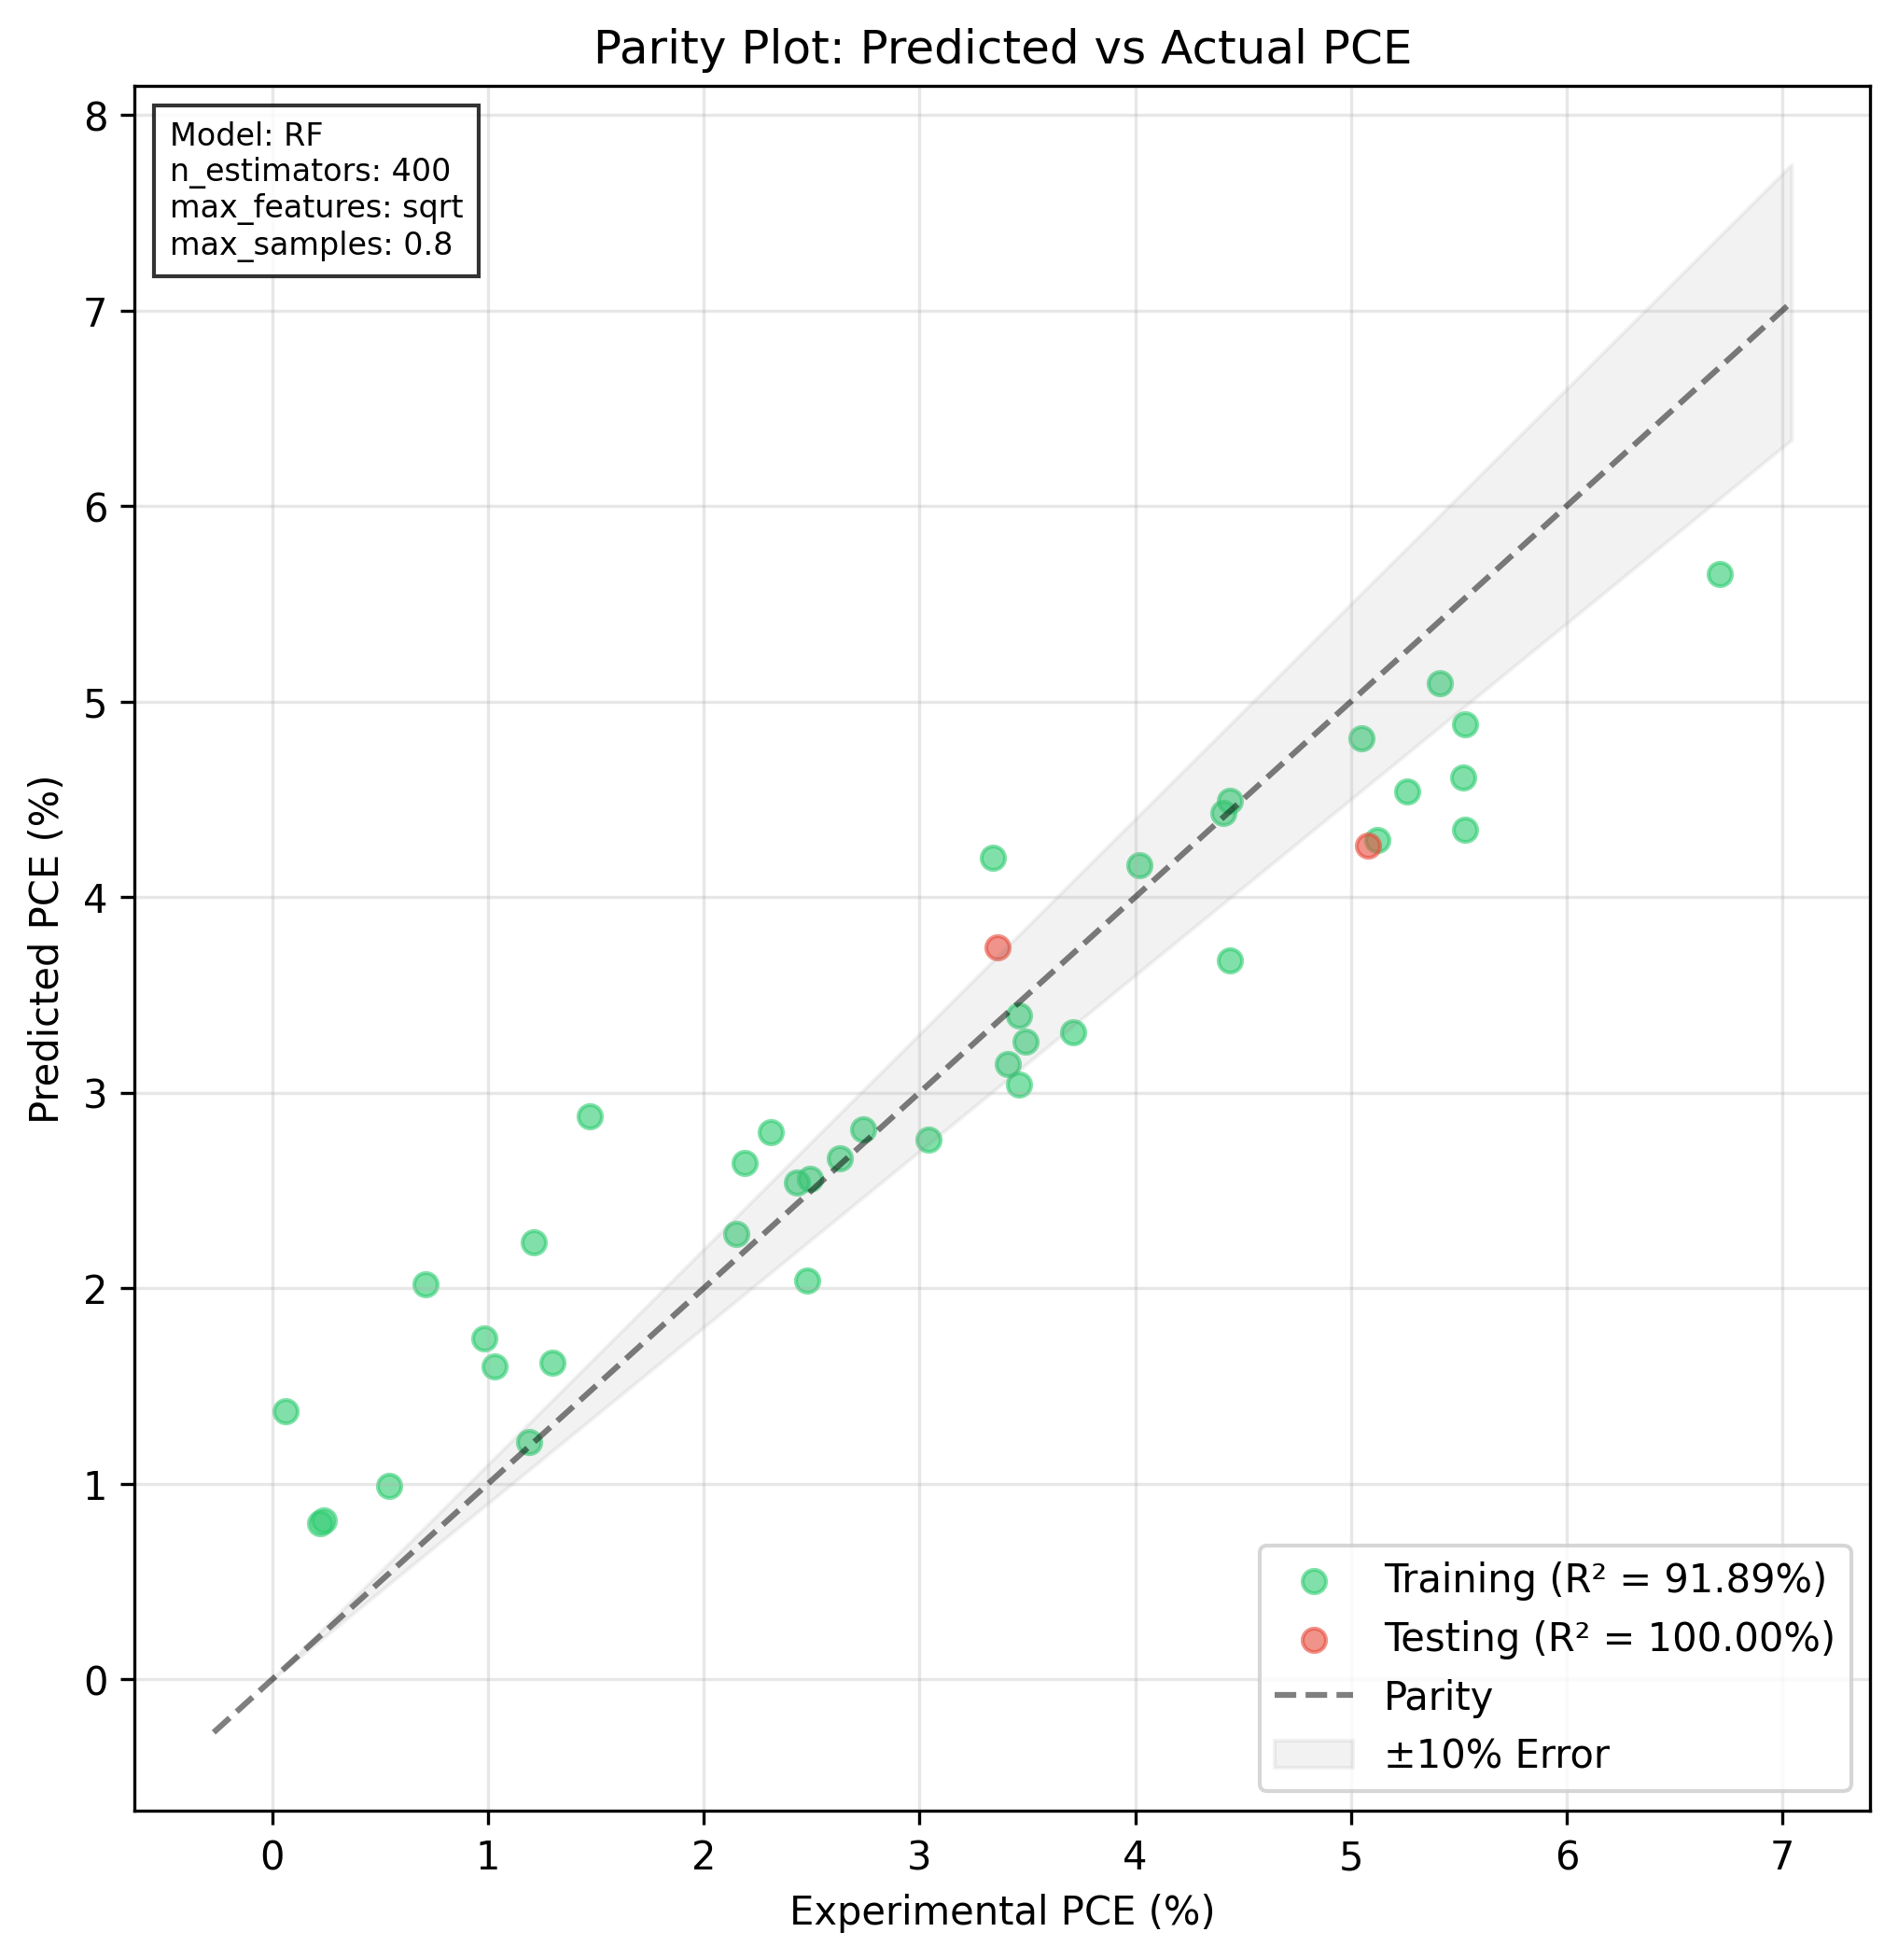 Parity Plot: Predicted vs Actual PCE
Model: RF
n_estimators: 400
max_features: sqrt
max_samples: 0.8
Predicted PCE (%)
8
7
6
5
4
3
2
1
0
Training (R² = 91.89%)
Testing (R² = 100.00%)
Parity
±10% Error
0 1 2 3 4 5 6 7
Experimental PCE (%)